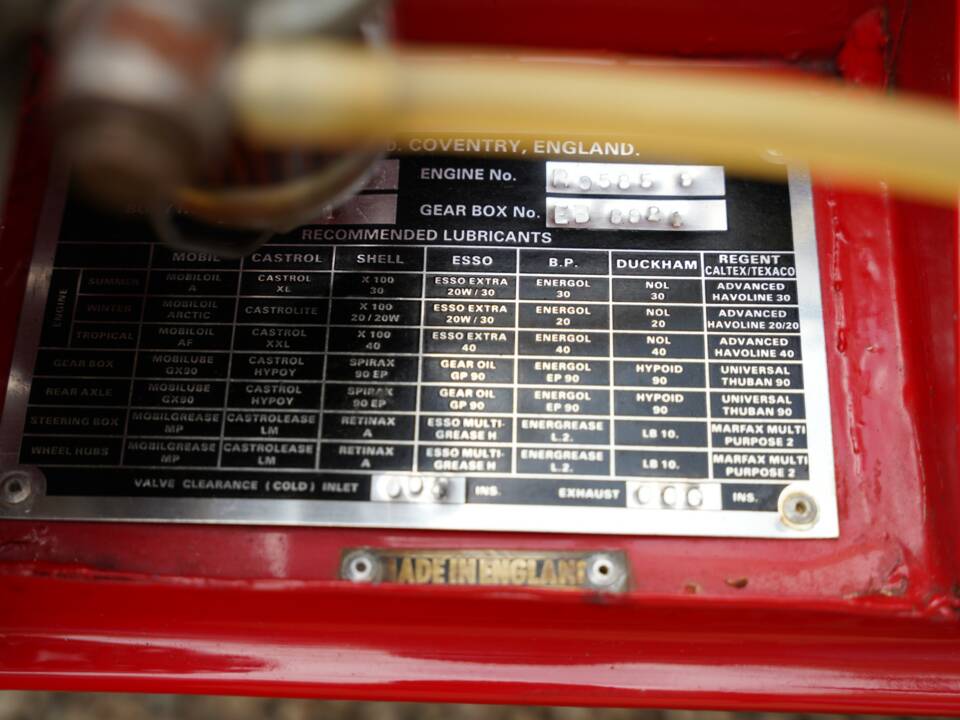 COVENTRY, ENGLAND.
ENGINE No.
GEAR BOX No.
RECOMMENDED LUBRICANTS
MOBIL CASTROL SHELL ESSO B.P. DUCKHAM REGENT CALTEX/TEXACO
ENGINE
SUMMER MOBILOIL A CASTROL XL X 100 30 ESSO EXTRA 20W / 30 ENERGOL 30 NOL 30 ADVANCED HAVOLINE 30
WINTER MOBILOIL ARCTIC CASTROLITE X 100 20 / 20W ESSO EXTRA 20W / 30 ENERGOL 20 NOL 20 ADVANCED HAVOLINE 20/20
TROPICAL MOBILOIL AF CASTROL XXL X 100 40 ESSO EXTRA 40 ENERGOL 40 NOL 40 ADVANCED HAVOLINE 40
GEAR BOX MOBILUBE GX90 CASTROL HYPOY SPIRAX 90 EP GEAR OIL GP 90 ENERGOL EP 90 HYPOID 90 UNIVERSAL THUBAN 90
REAR AXLE MOBILUBE GX90 CASTROL HYPOY SPIRAX 90 EP GEAR OIL GP 90 ENERGOL EP 90 HYPOID 90 UNIVERSAL THUBAN 90
STEERING BOX MOBILGREASE MP CASTROLEASE LM RETINAX A ESSO MULTI-GREASE H ENERGREASE L.2. LB 10. MARFAX MULTI PURPOSE 2
WHEEL HUBS MOBILGREASE MP CASTROLEASE LM RETINAX A ESSO MULTI-GREASE H ENERGREASE L.2. LB 10. MARFAX MULTI PURPOSE 2
VALVE CLEARANCE (COLD) INLET INS. EXHAUST INS.
MADE IN ENGLAND